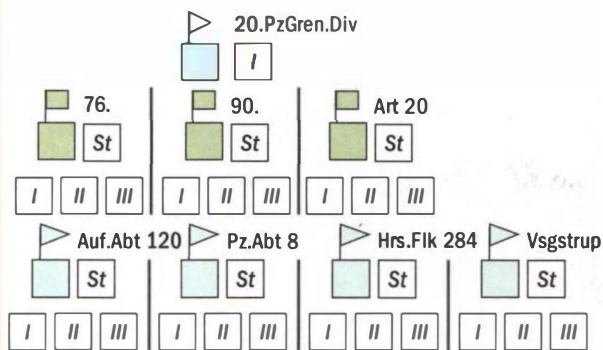 20.PzGren.Div
I
76. 90. Art 20
St St St
I II III I II III I II III
Auf.Abt 120 Pz.Abt 8 Hrs.Flk 284 Vsgstrup
St St St St
I II III I II III I II III I II III